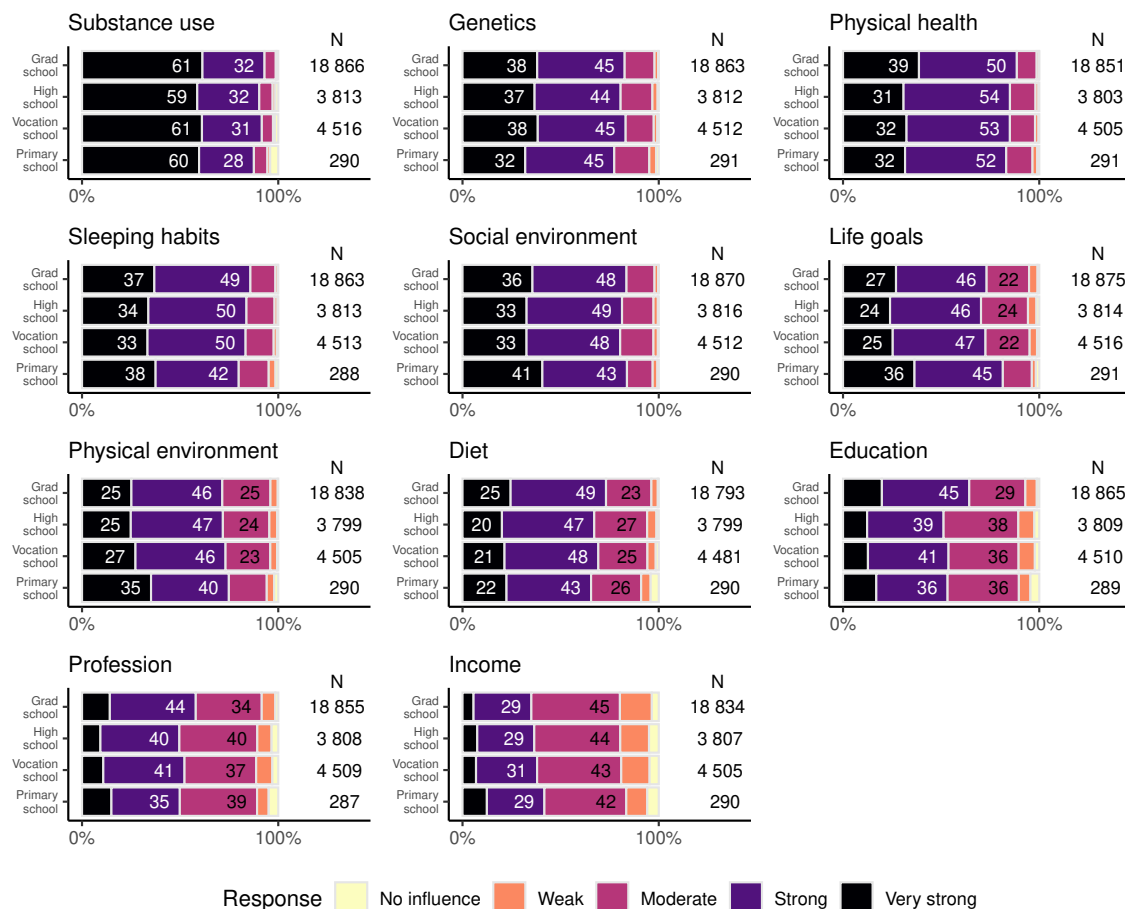 Substance use
N
Grad school 61 32 18 866
High school 59 32 3 813
Vocation school 61 31 4 516
Primary school 60 28 290
0% 100%
Genetics
N
Grad school 38 45 18 863
High school 37 44 3 812
Vocation school 38 45 4 512
Primary school 32 45 291
0% 100%
Physical health
N
Grad school 39 50 18 851
High school 31 54 3 803
Vocation school 32 53 4 505
Primary school 32 52 291
0% 100%
Sleeping habits
N
Grad school 37 49 18 863
High school 34 50 3 813
Vocation school 33 50 4 513
Primary school 38 42 288
0% 100%
Social environment
N
Grad school 36 48 18 870
High school 33 49 3 816
Vocation school 33 48 4 512
Primary school 41 43 290
0% 100%
Life goals
N
Grad school 27 46 22 18 875
High school 24 46 24 3 814
Vocation school 25 47 22 4 516
Primary school 36 45 291
0% 100%
Physical environment
N
Grad school 25 46 25 18 838
High school 25 47 24 3 799
Vocation school 27 46 23 4 505
Primary school 35 40 290
0% 100%
Diet
N
Grad school 25 49 23 18 793
High school 20 47 27 3 799
Vocation school 21 48 25 4 481
Primary school 22 43 26 290
0% 100%
Education
N
Grad school 45 29 18 865
High school 39 38 3 809
Vocation school 41 36 4 510
Primary school 36 36 289
0% 100%
Profession
N
Grad school 44 34 18 855
High school 40 40 3 808
Vocation school 41 37 4 509
Primary school 35 39 287
0% 100%
Income
N
Grad school 29 45 18 834
High school 29 44 3 807
Vocation school 31 43 4 505
Primary school 29 42 290
0% 100%
Response No influence Weak Moderate Strong Very strong